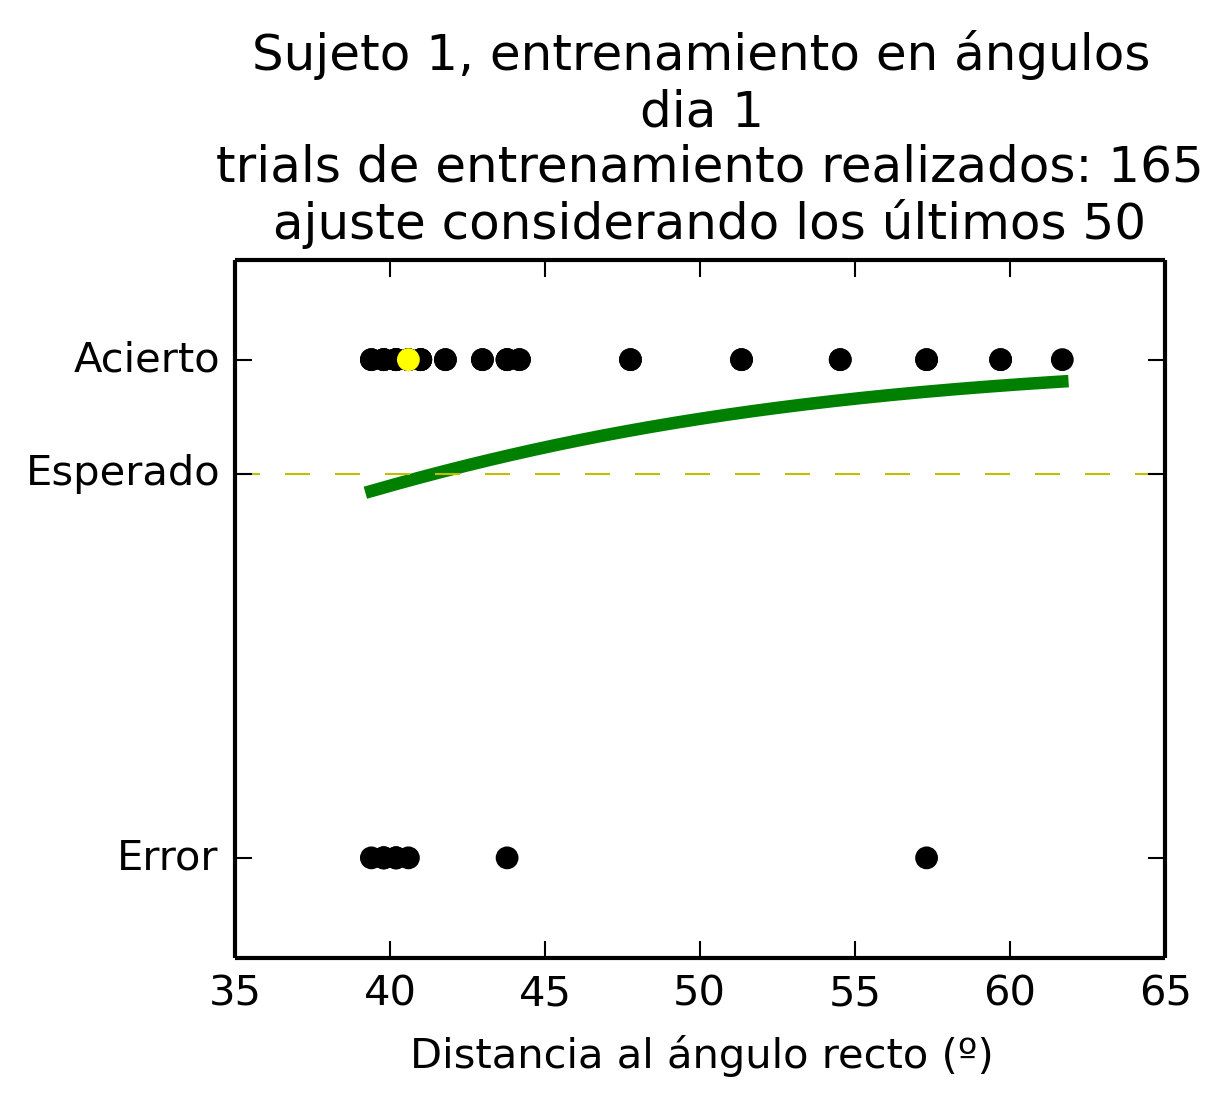 Sujeto 1, entrenamiento en ángulos
dia 1
trials de entrenamiento realizados: 165
ajuste considerando los últimos 50
Acierto
Esperado
Error
35 40 45 50 55 60 65
Distancia al ángulo recto (º)